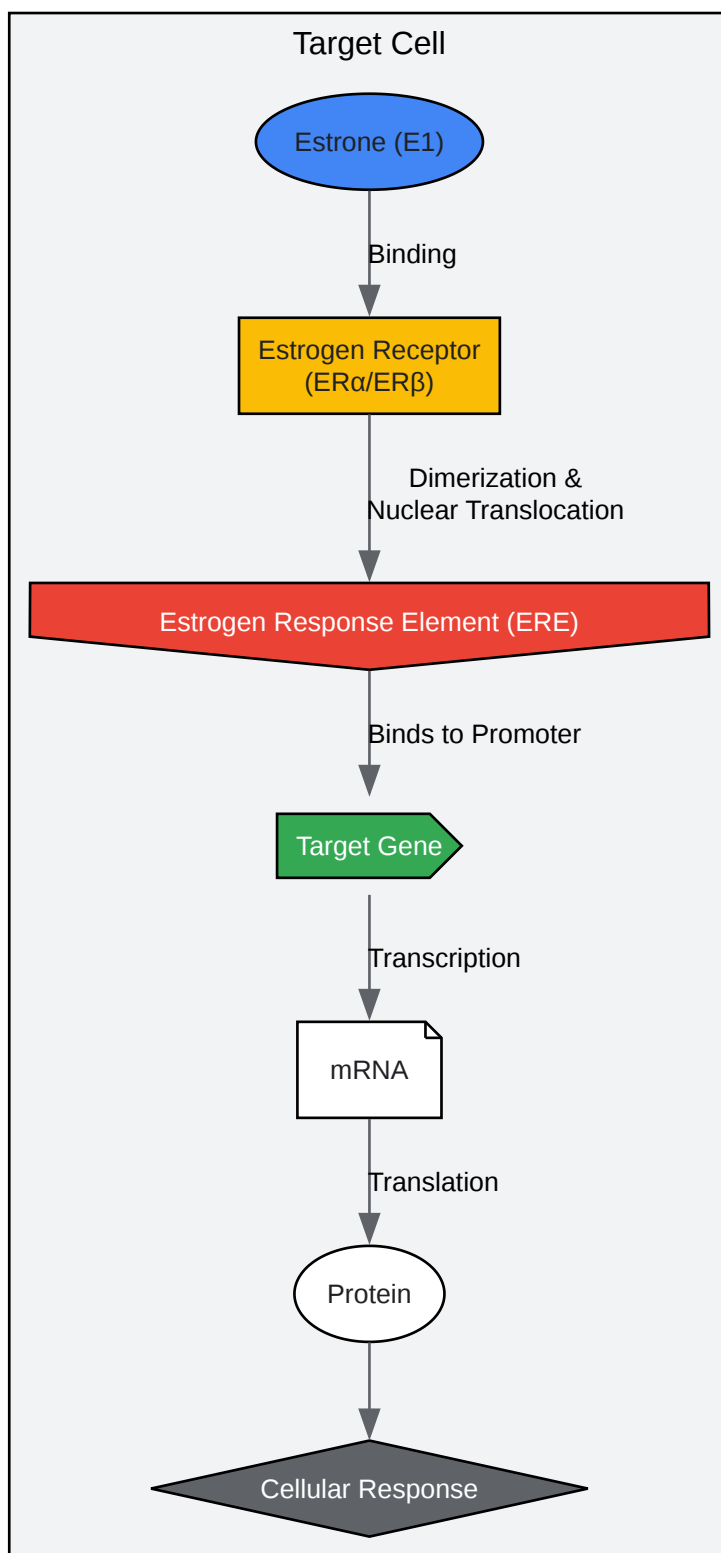 Target Cell
Estrone (E1)
Binding
Estrogen Receptor
(ERα/ERβ)
Dimerization &
Nuclear Translocation
Estrogen Response Element (ERE)
Binds to Promoter
Target Gene
Transcription
mRNA
Translation
Protein
Cellular Response